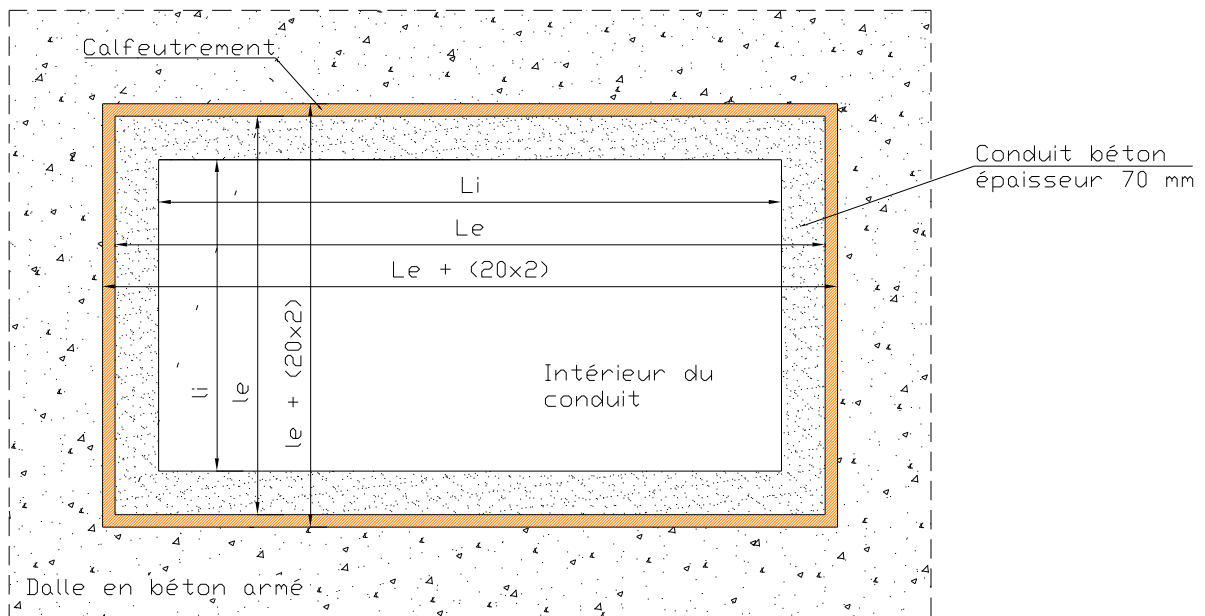 Calfeutrement
Conduit béton
épaisseur 70 mm
Li
Le
Le + (20x2)
li
le
le + (20x2)
Intérieur du
conduit
Dalle en béton armé